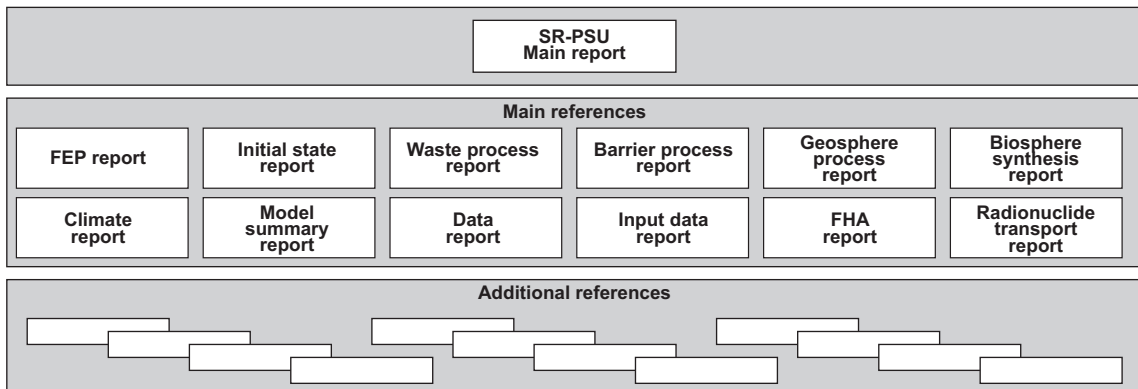 SR-PSU
Main report
Main references
FEP report
Initial state
report
Waste process
report
Barrier process
report
Geosphere
process
report
Biosphere
synthesis
report
Climate
report
Model
summary
report
Data
report
Input data
report
FHA
report
Radionuclide
transport
report
Additional references